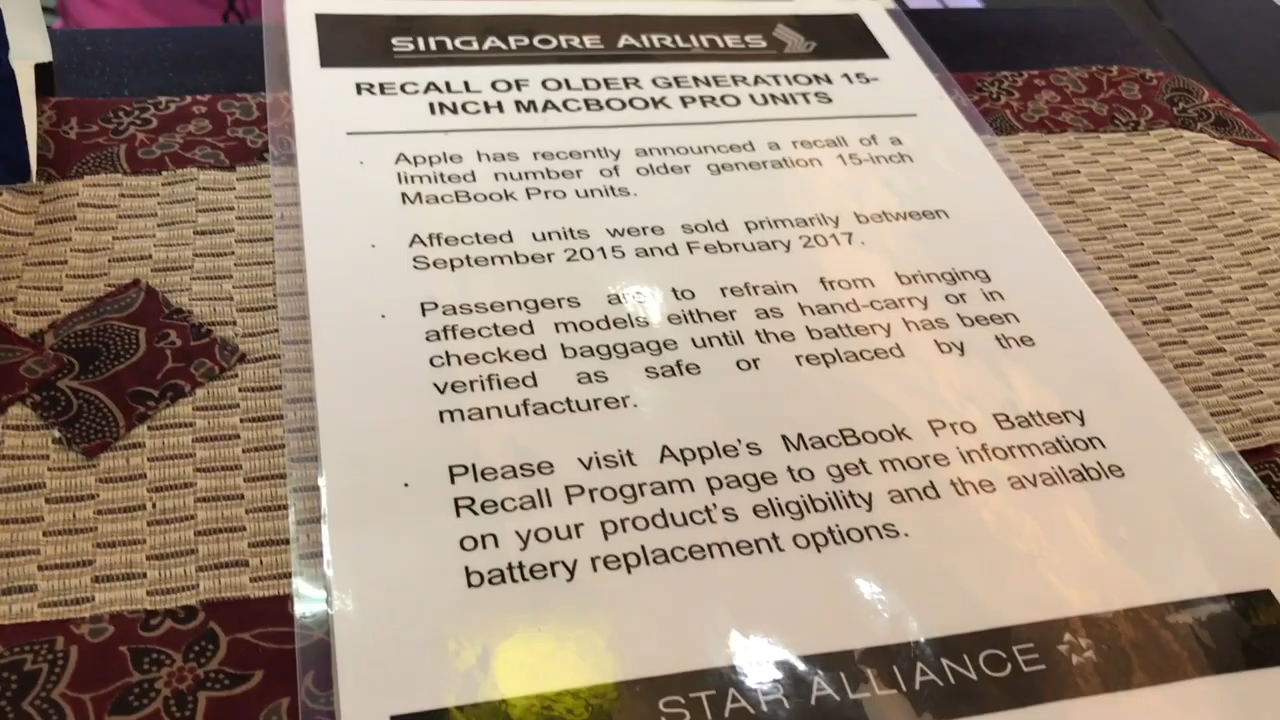 SINGAPORE AIRLINES
RECALL OF OLDER GENERATION 15-
INCH MACBOOK PRO UNITS
Apple has recently announced a recall of a
limited number of older generation 15-inch
MacBook Pro units.
Affected units were sold primarily between
September 2015 and February 2017.
Passengers are to refrain from bringing
affected models either as hand-carry or in
checked baggage until the battery has been
verified as safe or replaced by the
manufacturer.
Please visit Apple's MacBook Pro Battery
Recall Program page to get more information
on your product's eligibility and the available
battery replacement options.
STAR ALLIANCE